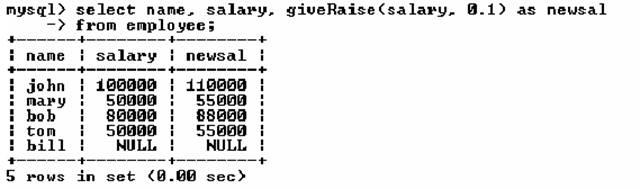 mysql> select name, salary, giveRaise(salary, 0.1) as newsal
    -> from employee;
+------+--------+--------+
| name | salary | newsal |
+------+--------+--------+
| john | 100000 | 110000 |
| mary |  50000 |  55000 |
| bob  |  80000 |  88000 |
| tom  |  50000 |  55000 |
| bill |   NULL |   NULL |
+------+--------+--------+
5 rows in set (0.00 sec)